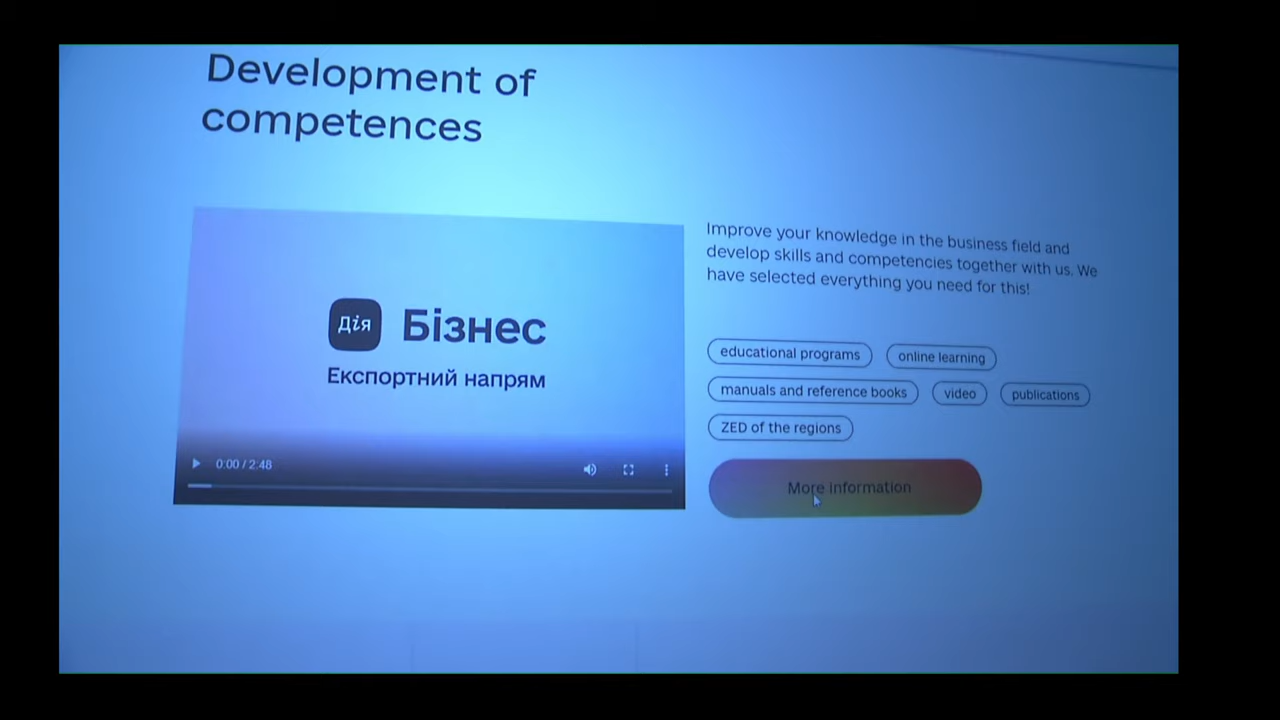 Development of
competences
Дія Бізнес
Експортний напрям
0:00 / 2:48
Improve your knowledge in the business field and
develop skills and competencies together with us. We
have selected everything you need for this!
educational programs online learning
manuals and reference books video publications
ZED of the regions
More information